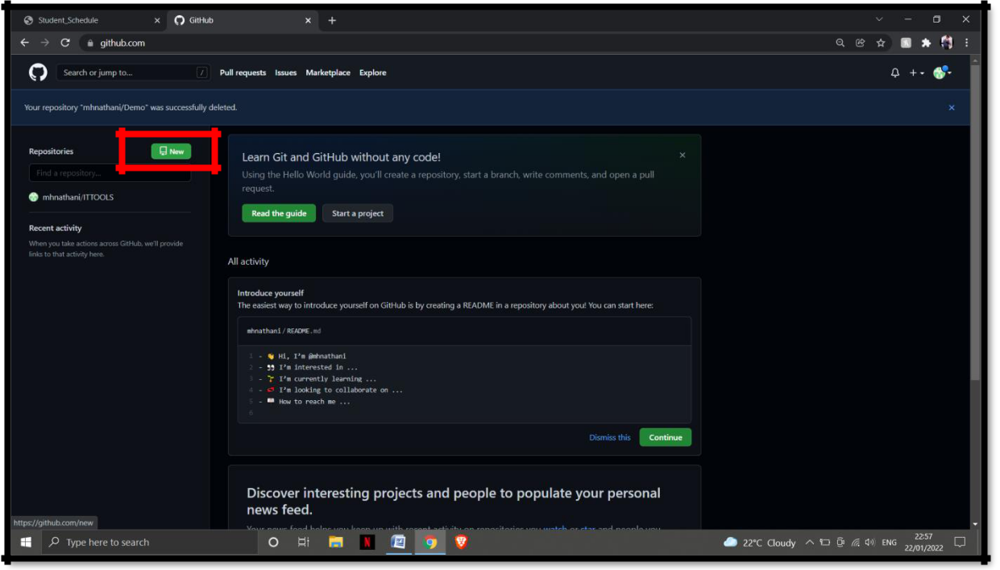 Student_Schedule
GitHub
github.com
Search or jump to...
/
Pull requests Issues Marketplace Explore
Your repository "mhnathani/Demo" was successfully deleted.
Repositories
New
Find a repository...
mhnathani/ITTOOLS
Recent activity
When you take actions across GitHub, we'll provide
links to that activity here.
Learn Git and GitHub without any code!
Using the Hello World guide, you'll create a repository, start a branch, write comments, and open a pull
request.
Read the guide
Start a project
All activity
Introduce yourself
The easiest way to introduce yourself on GitHub is by creating a README in a repository about you! You can start here:
mhnathani / README.md
1 - 👋 Hi, I'm @mhnathani
2 - 👀 I'm interested in ...
3 - 🌱 I'm currently learning ...
4 - 💞️ I'm looking to collaborate on ...
5 - 📫 How to reach me ...
6
Dismiss this
Continue
Discover interesting projects and people to populate your personal
news feed.
Your news feed helps you keep up with recent activity on repositories you watch or star and people you
https://github.com/new
Type here to search
N
22°C Cloudy
ENG
22:57
22/01/2022